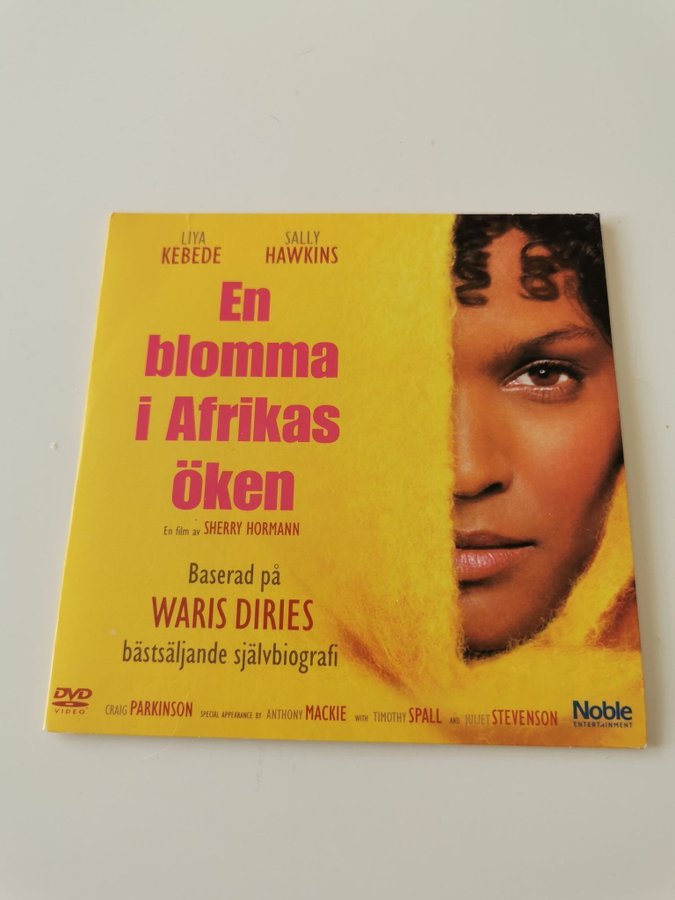 LIYA KEBEDE
SALLY HAWKINS
En
blomma
i Afrikas
öken
En film av SHERRY HORMANN
Baserad på
WARIS DIRIES
bästsäljande självbiografi
DVD
VIDEO
CRAIG PARKINSON SPECIAL APPEARANCE BY ANTHONY MACKIE WITH TIMOTHY SPALL AND JULIET STEVENSON
Noble
ENTERTAINMENT